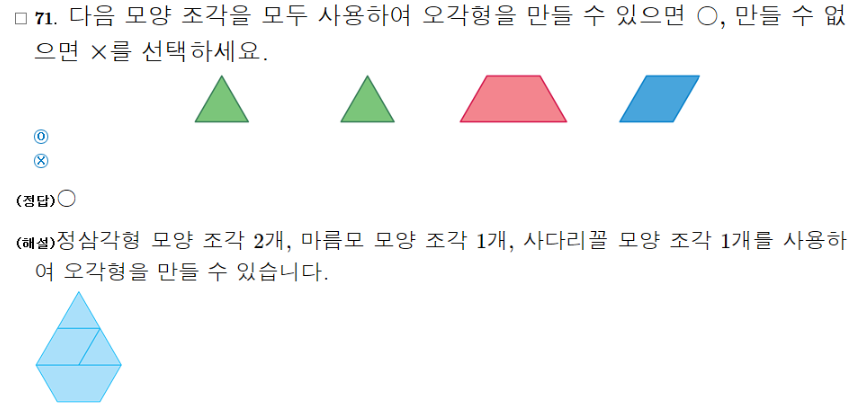 □ 71. 다음 모양 조각을 모두 사용하여 오각형을 만들 수 있으면 ○, 만들 수 없
으면 ×를 선택하세요.
ⓞ
ⓧ
(정답)○
(해설)정삼각형 모양 조각 2개, 마름모 모양 조각 1개, 사다리꼴 모양 조각 1개를 사용하
여 오각형을 만들 수 있습니다.